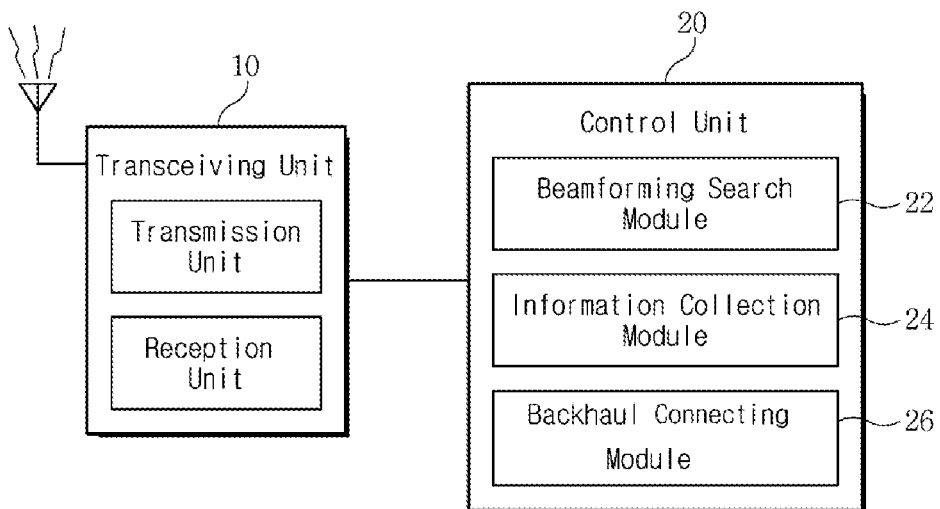 10
Transceiving Unit
Transmission
Unit
Reception
Unit
20
Control Unit
Beamforming Search
Module
22
Information Collection
Module
24
Backhaul Connecting
Module
26